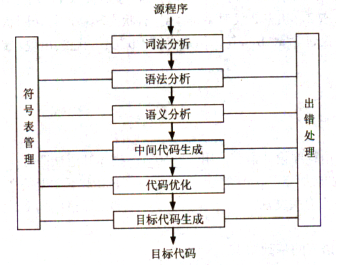 源程序
词法分析
语法分析
语义分析
中间代码生成
代码优化
目标代码生成
目标代码
符号表管理
出错处理